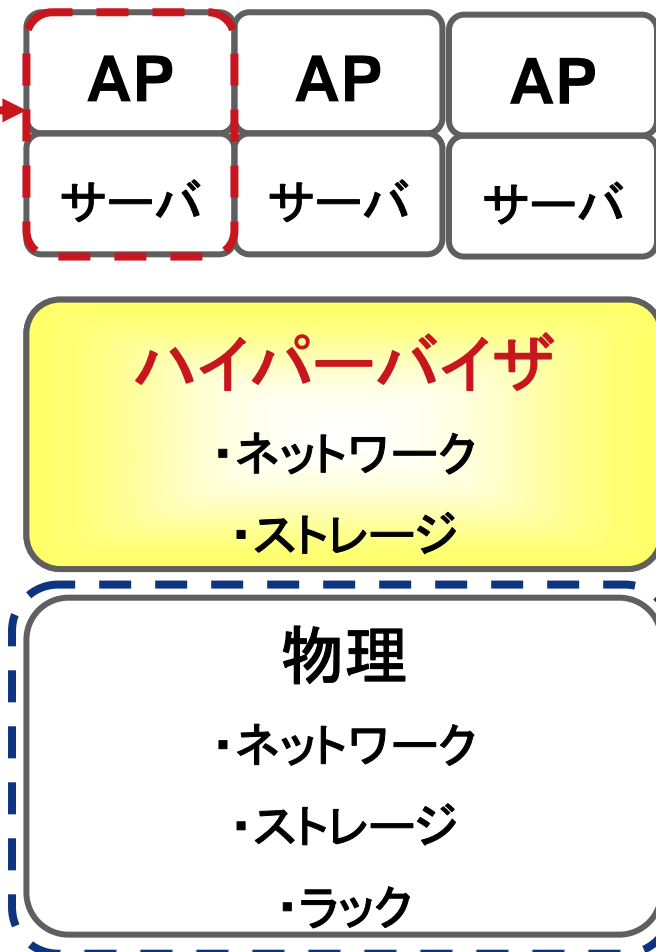 AP AP AP
サーバ サーバ サーバ
ハイパーバイザ
・ネットワーク
・ストレージ
物理
・ネットワーク
・ストレージ
・ラック